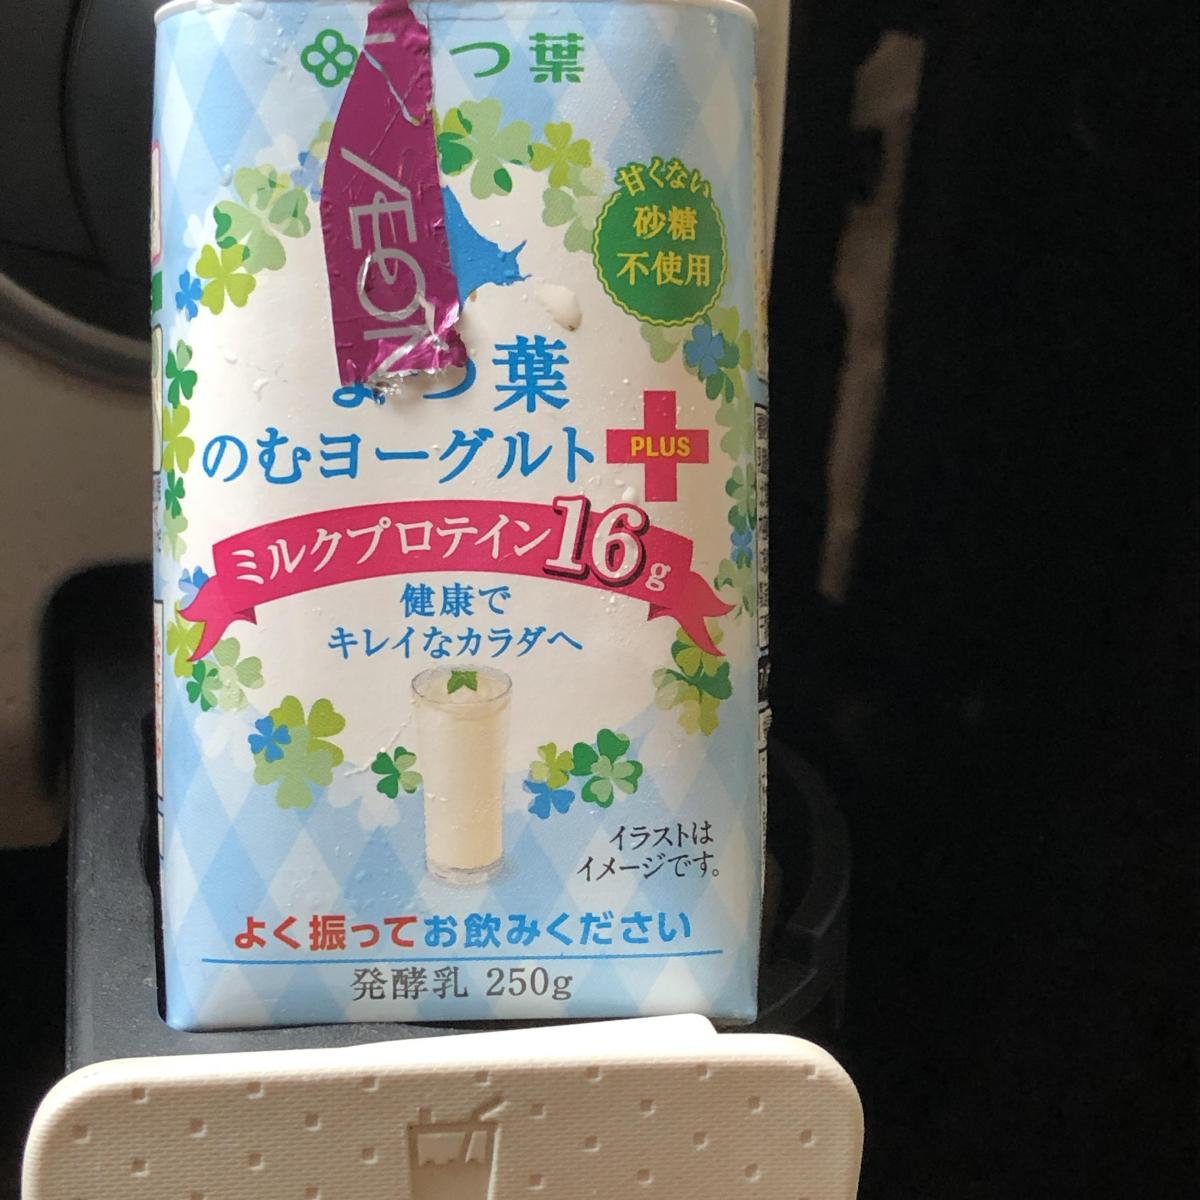 つ葉
ÆON
甘くない
砂糖
不使用
よつ葉
のむヨーグルト
PLUS
ミルクプロテイン16g
健康で
キレイなカラダへ
イラストは
イメージです。
よく振ってお飲みください
発酵乳 250g